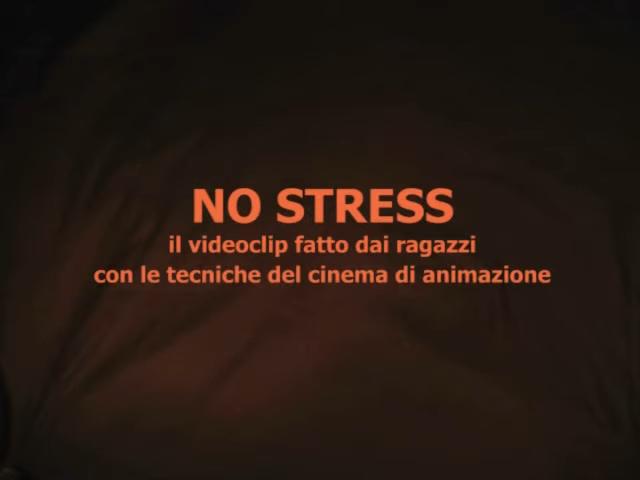 NO STRESS
il videoclip fatto dai ragazzi
con le tecniche del cinema di animazione